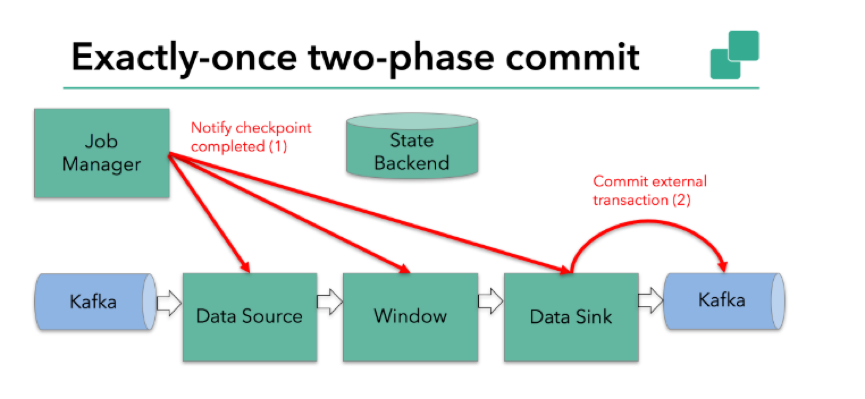 Exactly-once two-phase commit
Job
Manager
Notify checkpoint
completed (1)
State
Backend
Commit external
transaction (2)
Kafka
Data Source
Window
Data Sink
Kafka